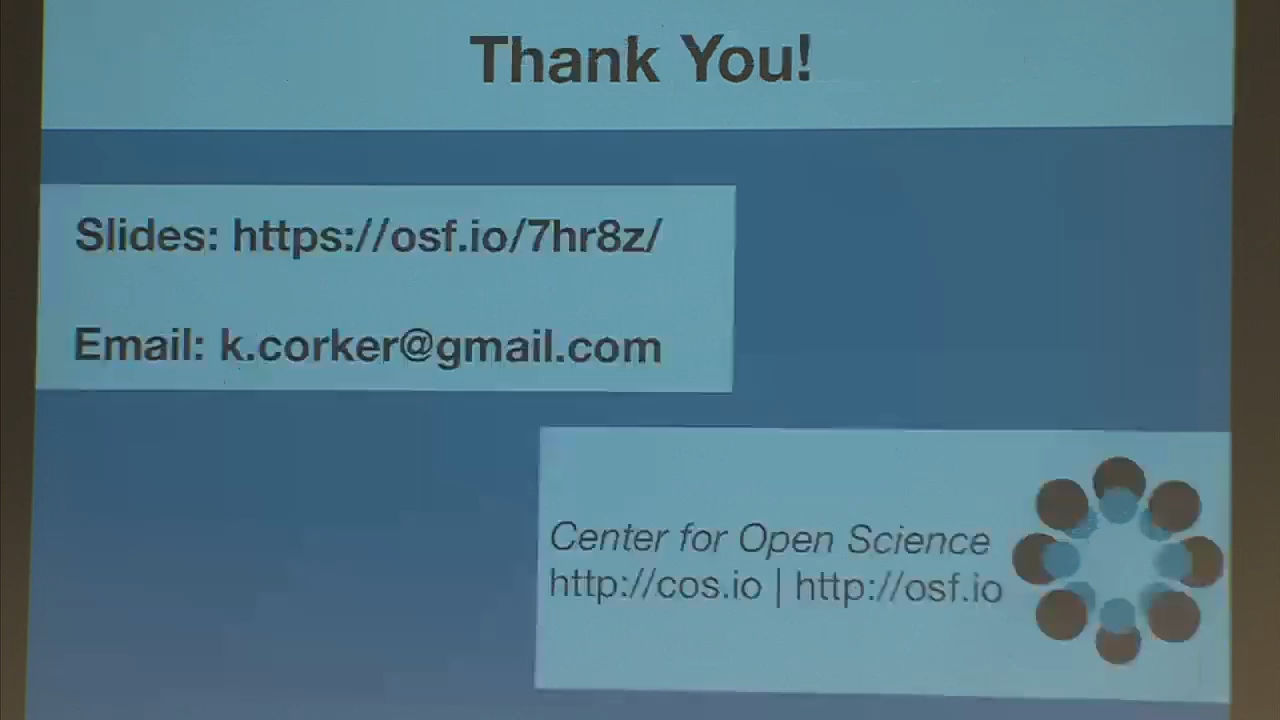 Thank You!
Slides: https://osf.io/7hr8z/
Email: k.corker@gmail.com
Center for Open Science
http://cos.io | http://osf.io